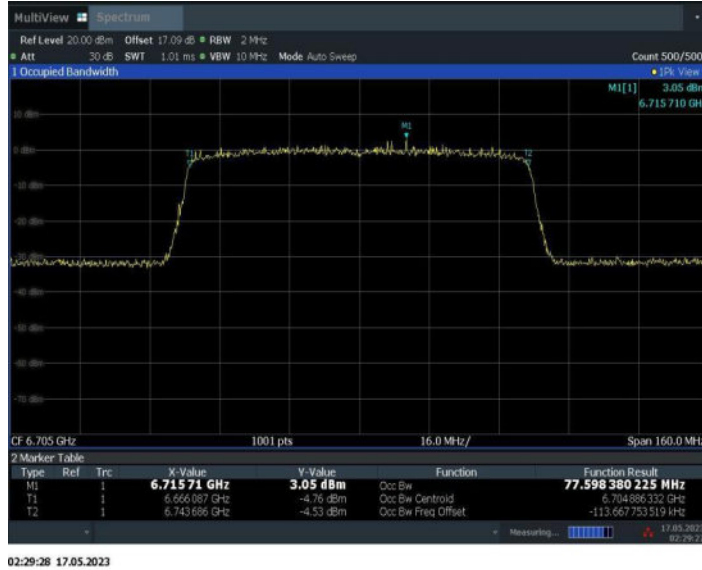 MultiView Spectrum
Ref Level 20.00 dBm Offset 17.09 dB RBW 2 MHz
Att 30 dB SWT 1.01 ms VBW 10 MHz Mode Auto Sweep Count 500/500
1 Occupied Bandwidth 1Pk View
M1[1] 3.05 dBm
6.715 710 GH
10 dBm
M1
0 dBm
T1 T2
-10 dBm
-20 dBm
-30 dBm
-40 dBm
-50 dBm
-60 dBm
-70 dBm
CF 6.705 GHz 1001 pts 16.0 MHz/ Span 160.0 MHz
2 Marker Table
Type Ref Trc X-Value Y-Value Function Function Result
M1 1 6.71571 GHz 3.05 dBm Occ Bw 77.598 380 225 MHz
T1 1 6.666 087 GHz -4.76 dBm Occ Bw Centroid 6.704 886 332 GHz
T2 1 6.743 686 GHz -4.53 dBm Occ Bw Freq Offset -113.667 753 519 kHz
Measuring... 17.05.2023
02:29:27
02:29:28 17.05.2023